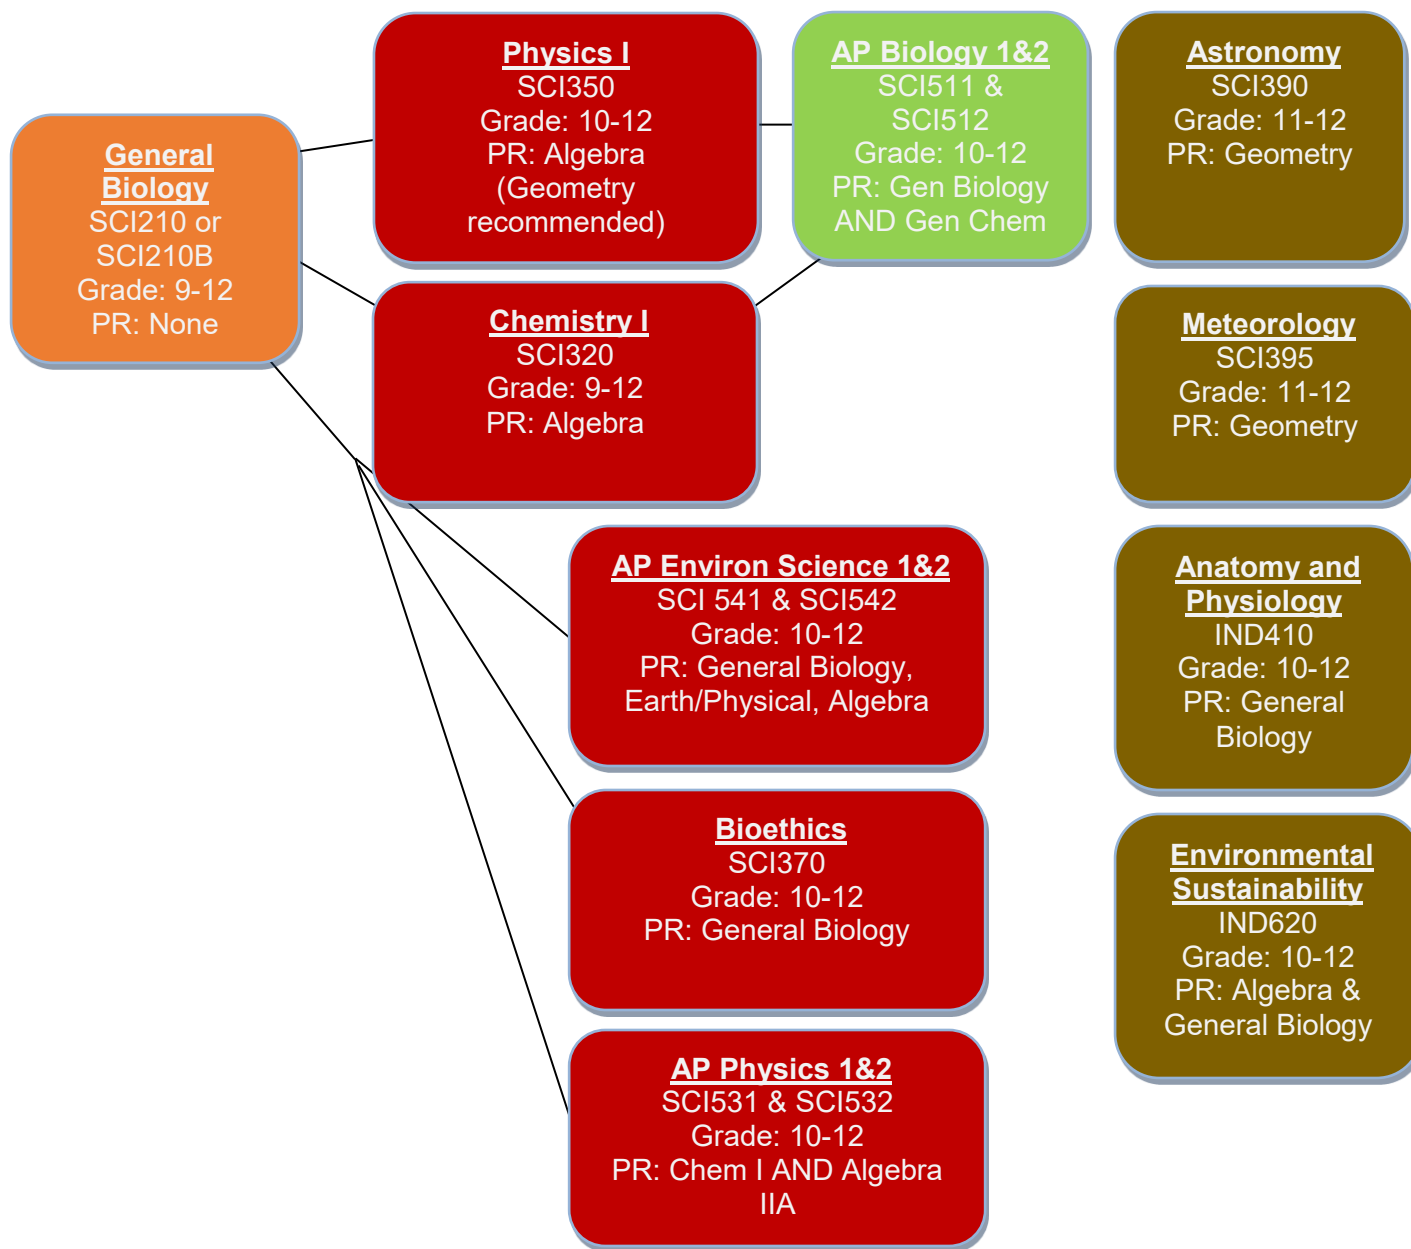 General
Biology
SCI210 or
SCI210B
Grade: 9-12
PR: None
Physics I
SCI350
Grade: 10-12
PR: Algebra
(Geometry
recommended)
AP Biology 1&2
SCI511 &
SCI512
Grade: 10-12
PR: Gen Biology
AND Gen Chem
Astronomy
SCI390
Grade: 11-12
PR: Geometry
Chemistry I
SCI320
Grade: 9-12
PR: Algebra
Meteorology
SCI395
Grade: 11-12
PR: Geometry
AP Environ Science 1&2
SCI 541 & SCI542
Grade: 10-12
PR: General Biology,
Earth/Physical, Algebra
Anatomy and
Physiology
IND410
Grade: 10-12
PR: General
Biology
Bioethics
SCI370
Grade: 10-12
PR: General Biology
Environmental
Sustainability
IND620
Grade: 10-12
PR: Algebra &
General Biology
AP Physics 1&2
SCI531 & SCI532
Grade: 10-12
PR: Chem I AND Algebra
IIA